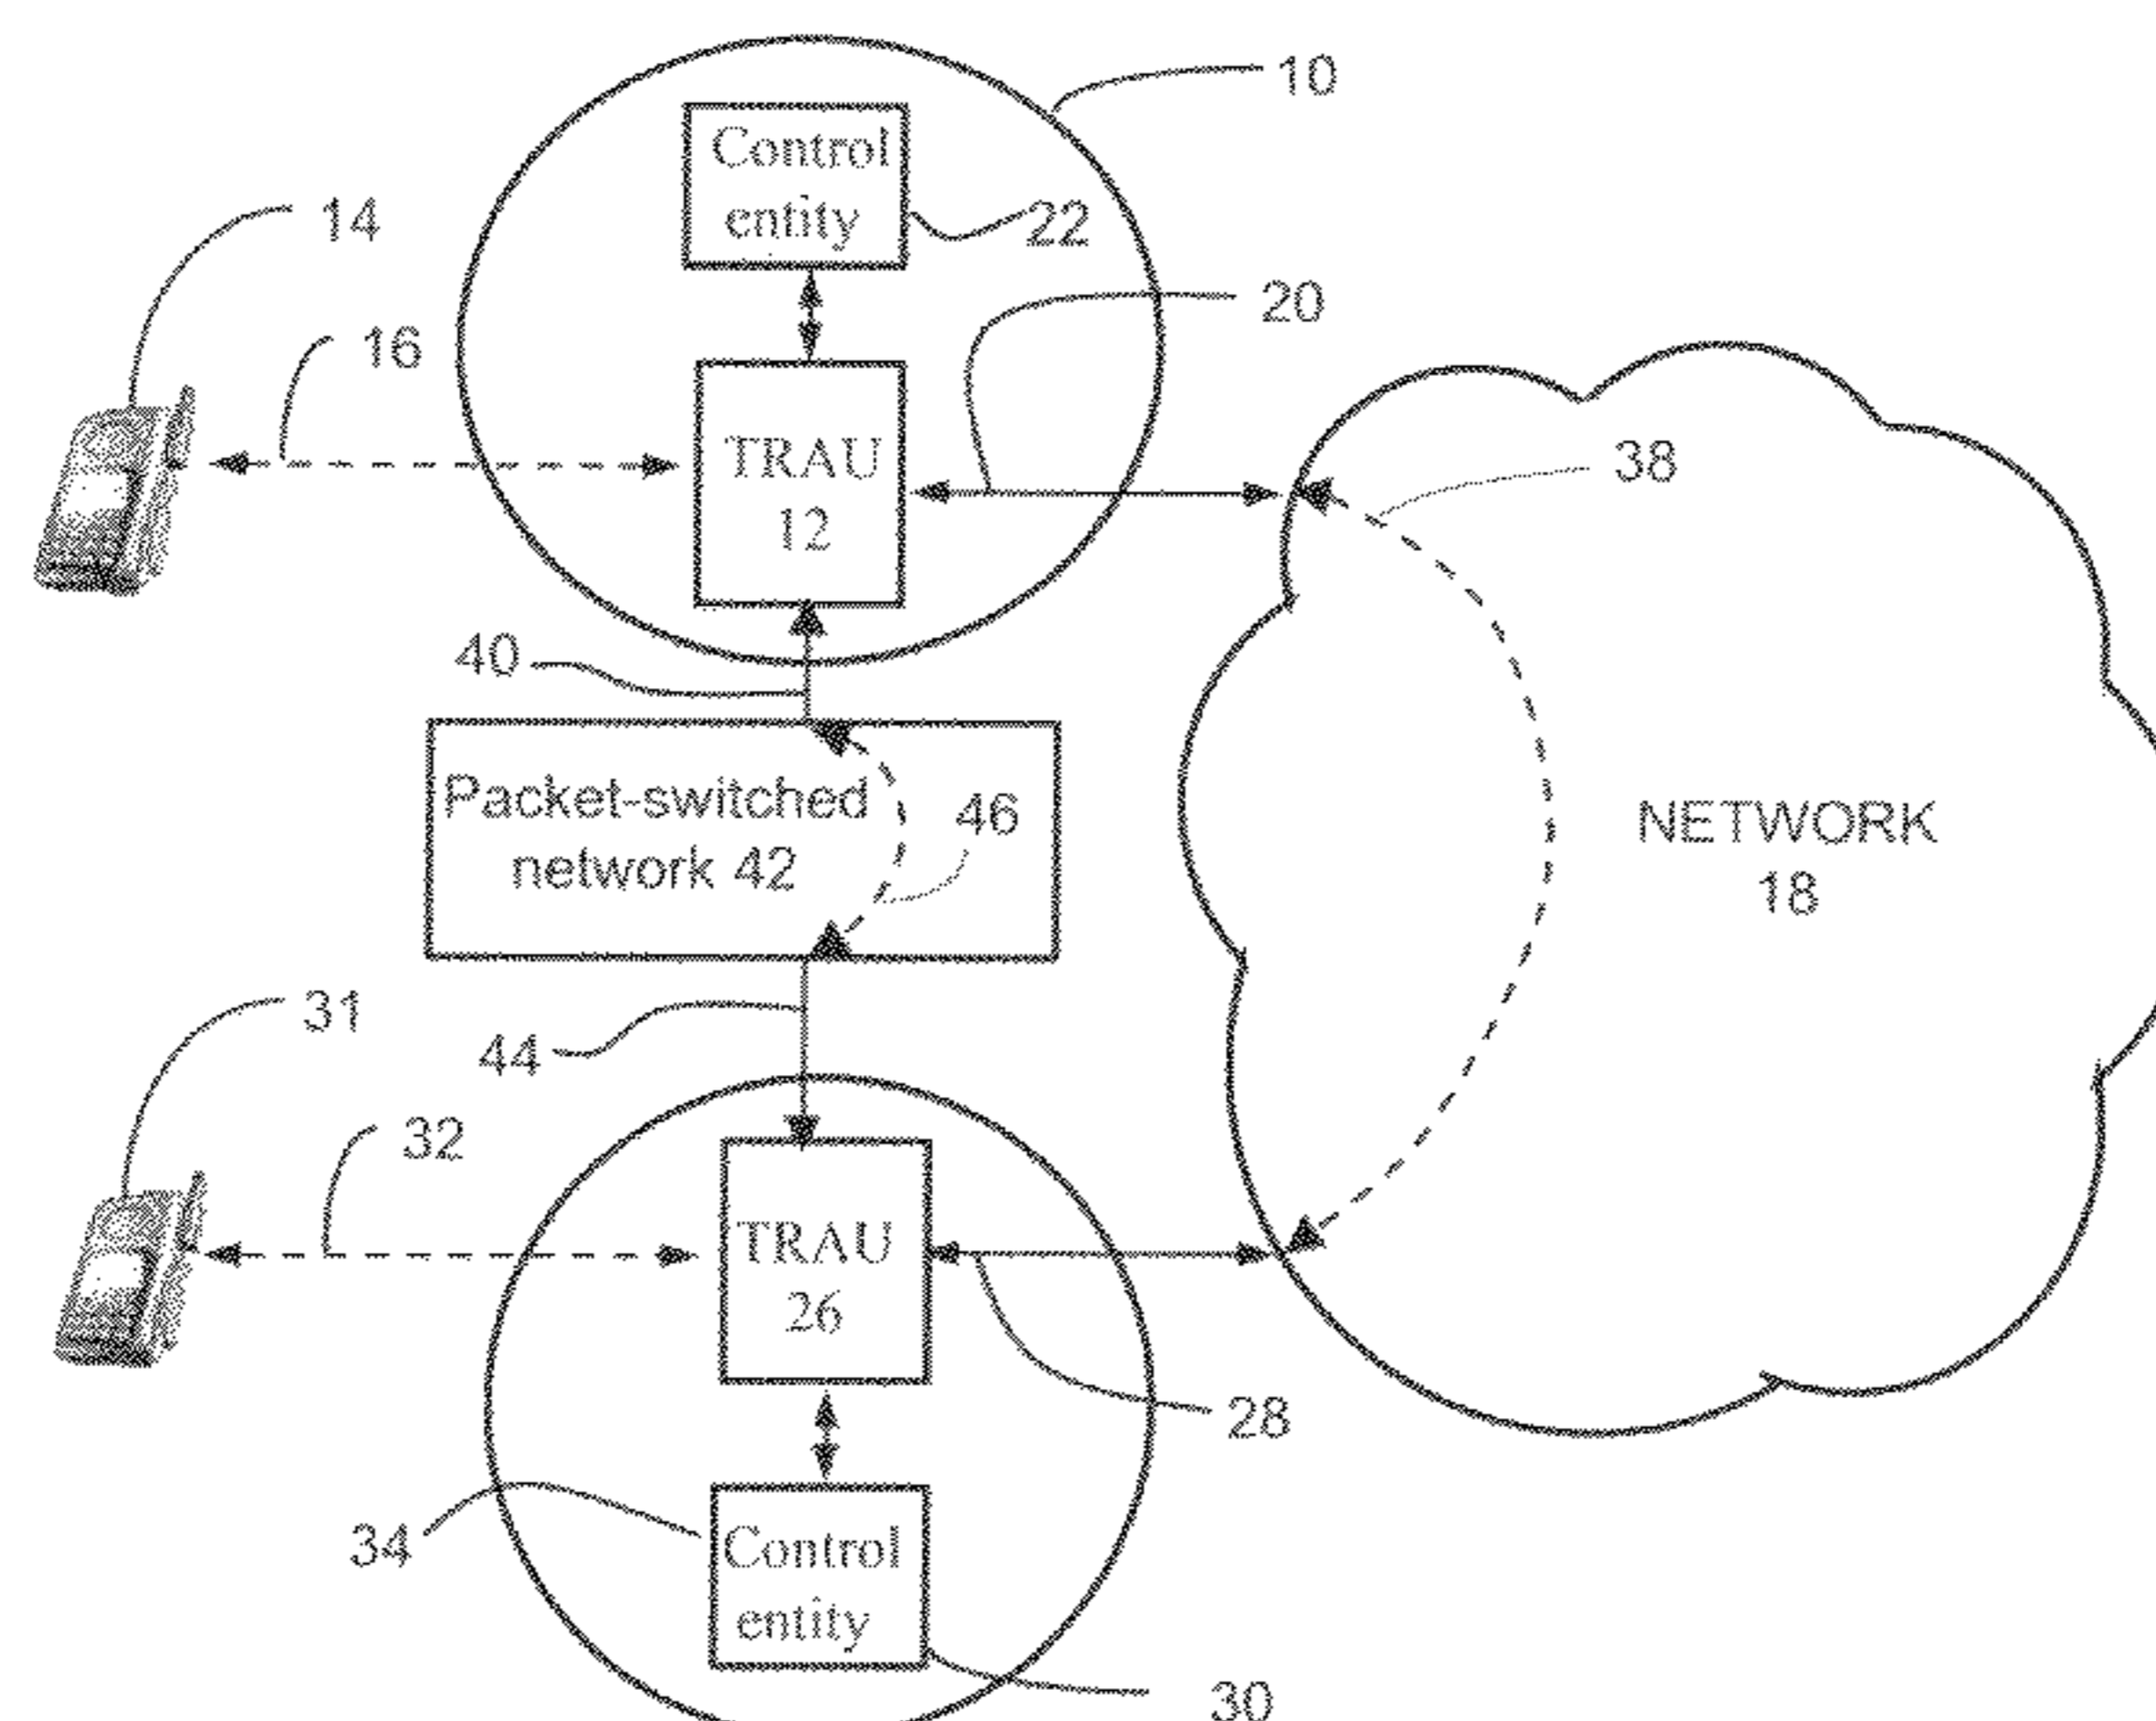 10
Control
entity
22
14
20
16
TRAU
12
38
40
Packet-switched
network 42
46
NETWORK
18
31
44
32
TRAU
26
28
34
Control
entity
30